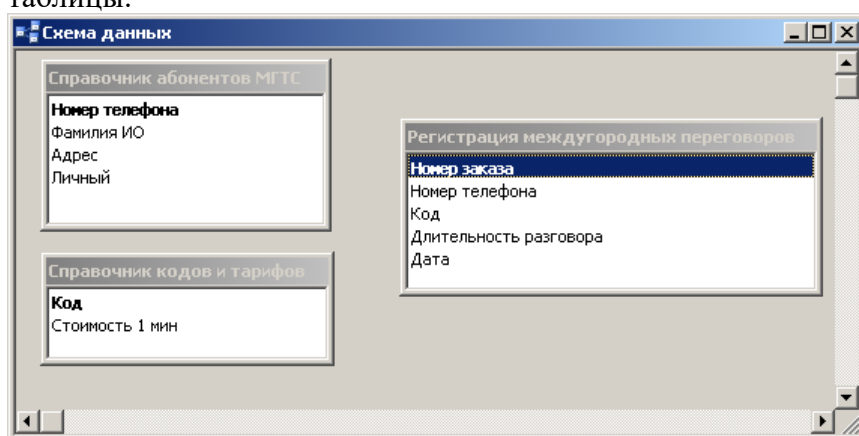 таблицы.
Схема данных
Справочник абонентов МГТС
Номер телефона
Фамилия ИО
Адрес
Личный
Регистрация междугородных переговоров
Номер заказа
Номер телефона
Код
Длительность разговора
Дата
Справочник кодов и тарифов
Код
Стоимость 1 мин